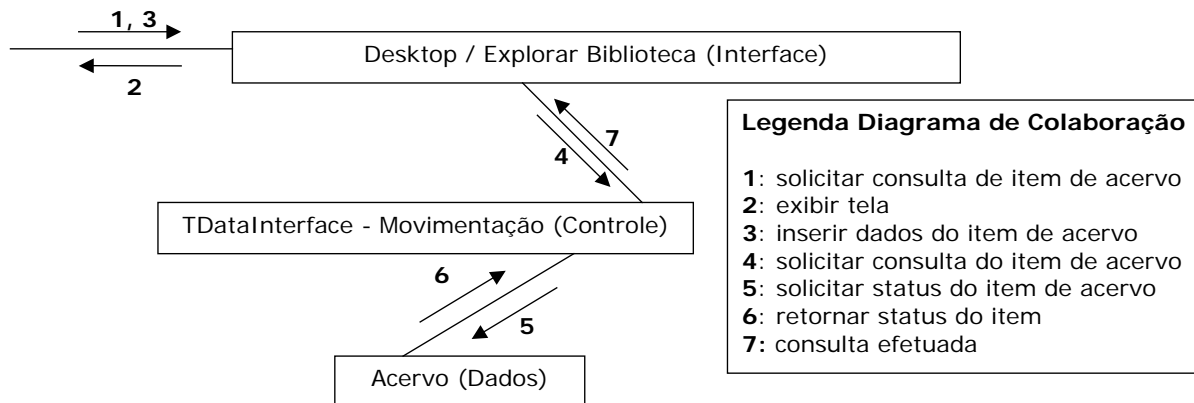 1, 3
Desktop / Explorar Biblioteca (Interface)
2
7
4
Legenda Diagrama de Colaboração
1: solicitar consulta de item de acervo
2: exibir tela
3: inserir dados do item de acervo
4: solicitar consulta do item de acervo
5: solicitar status do item de acervo
6: retornar status do item
7: consulta efetuada
TDataInterface - Movimentação (Controle)
6
5
Acervo (Dados)